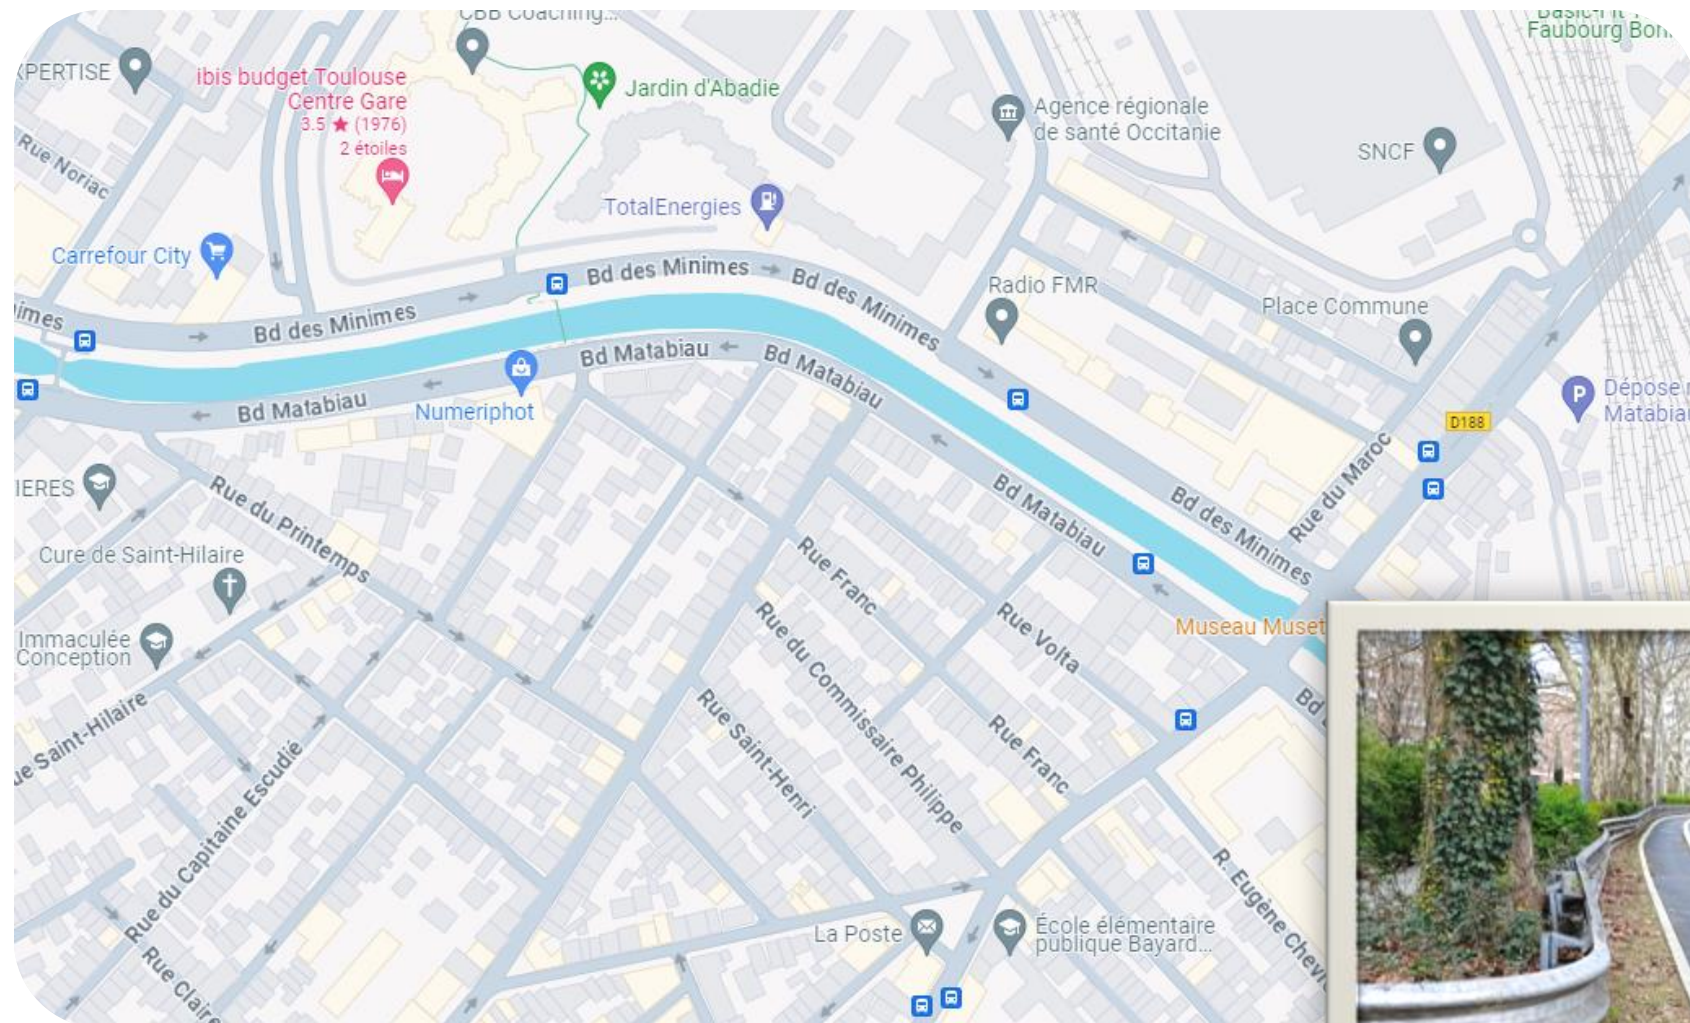 CBB Coaching...
Faubourg Bon
XPERTISE
ibis budget Toulouse
Centre Gare
3.5 ★ (1976)
2 étoiles
Jardin d'Abadie
Agence régionale
de santé Occitanie
SNCF
Rue Noriac
TotalEnergies
Carrefour City
Bd des Minimes
Bd des Minimes
Bd des Minimes
imes
Radio FMR
Place Commune
Bd Matabiau
Bd Matabiau
Bd Matabiau
Numeriphot
P
Dépose
Matabiau
D188
Rue du Maroc
IERES
Rue du Printemps
Bd Matabiau
Bd des Minimes
Cure de Saint-Hilaire
Rue Franc
Rue Volta
Museau Muset
Immaculée
Conception
Rue du Commissaire Philippe
ue Saint-Hilaire
Rue Saint-Henri
Rue Franc
Bd
Rue du Capitaine Escudié
R. Eugène Chevr
La Poste
École élémentaire
publique Bayard...
Rue Claire